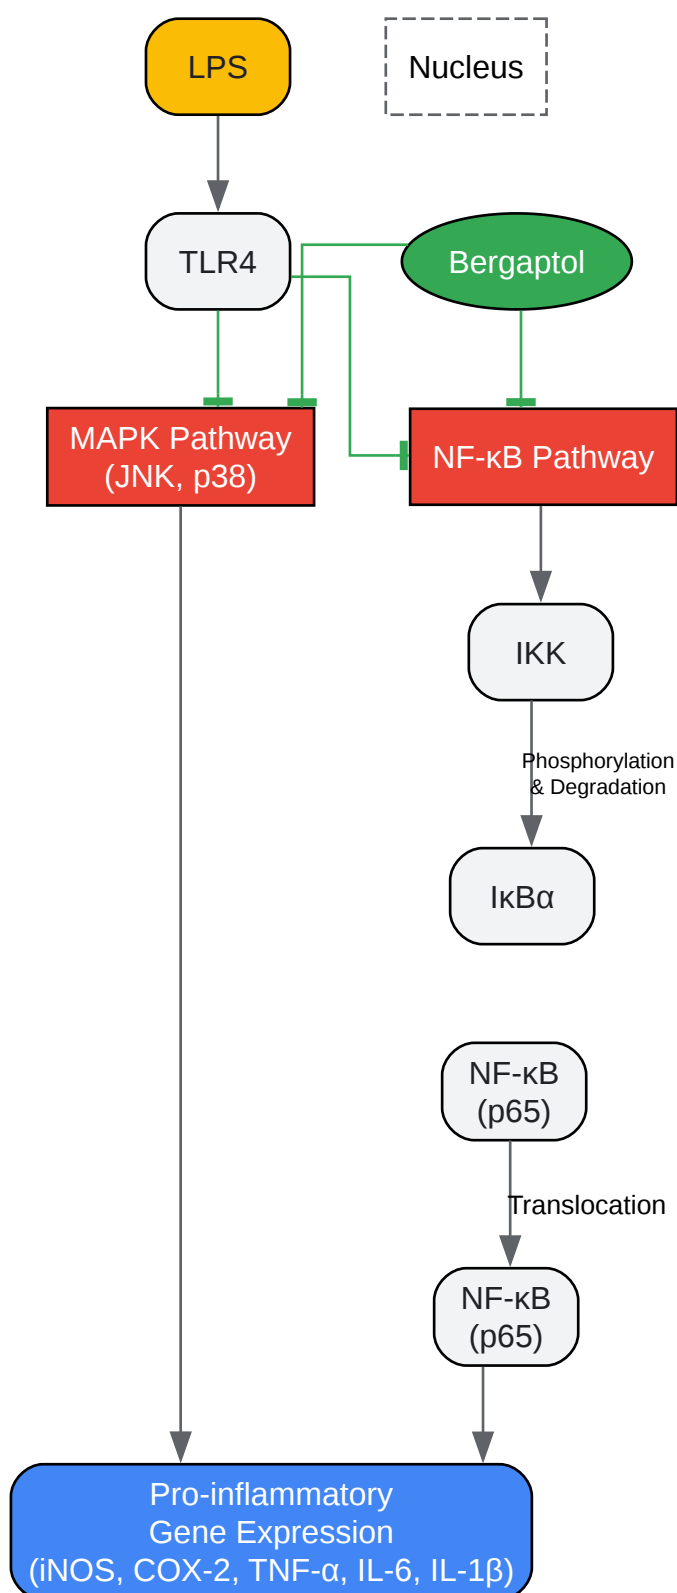 LPS
Nucleus
TLR4
Bergaptol
MAPK Pathway
(JNK, p38)
NF-κB Pathway
IKK
Phosphorylation
& Degradation
IκBα
NF-κB
(p65)
Translocation
NF-κB
(p65)
Pro-inflammatory
Gene Expression
(iNOS, COX-2, TNF-α, IL-6, IL-1β)